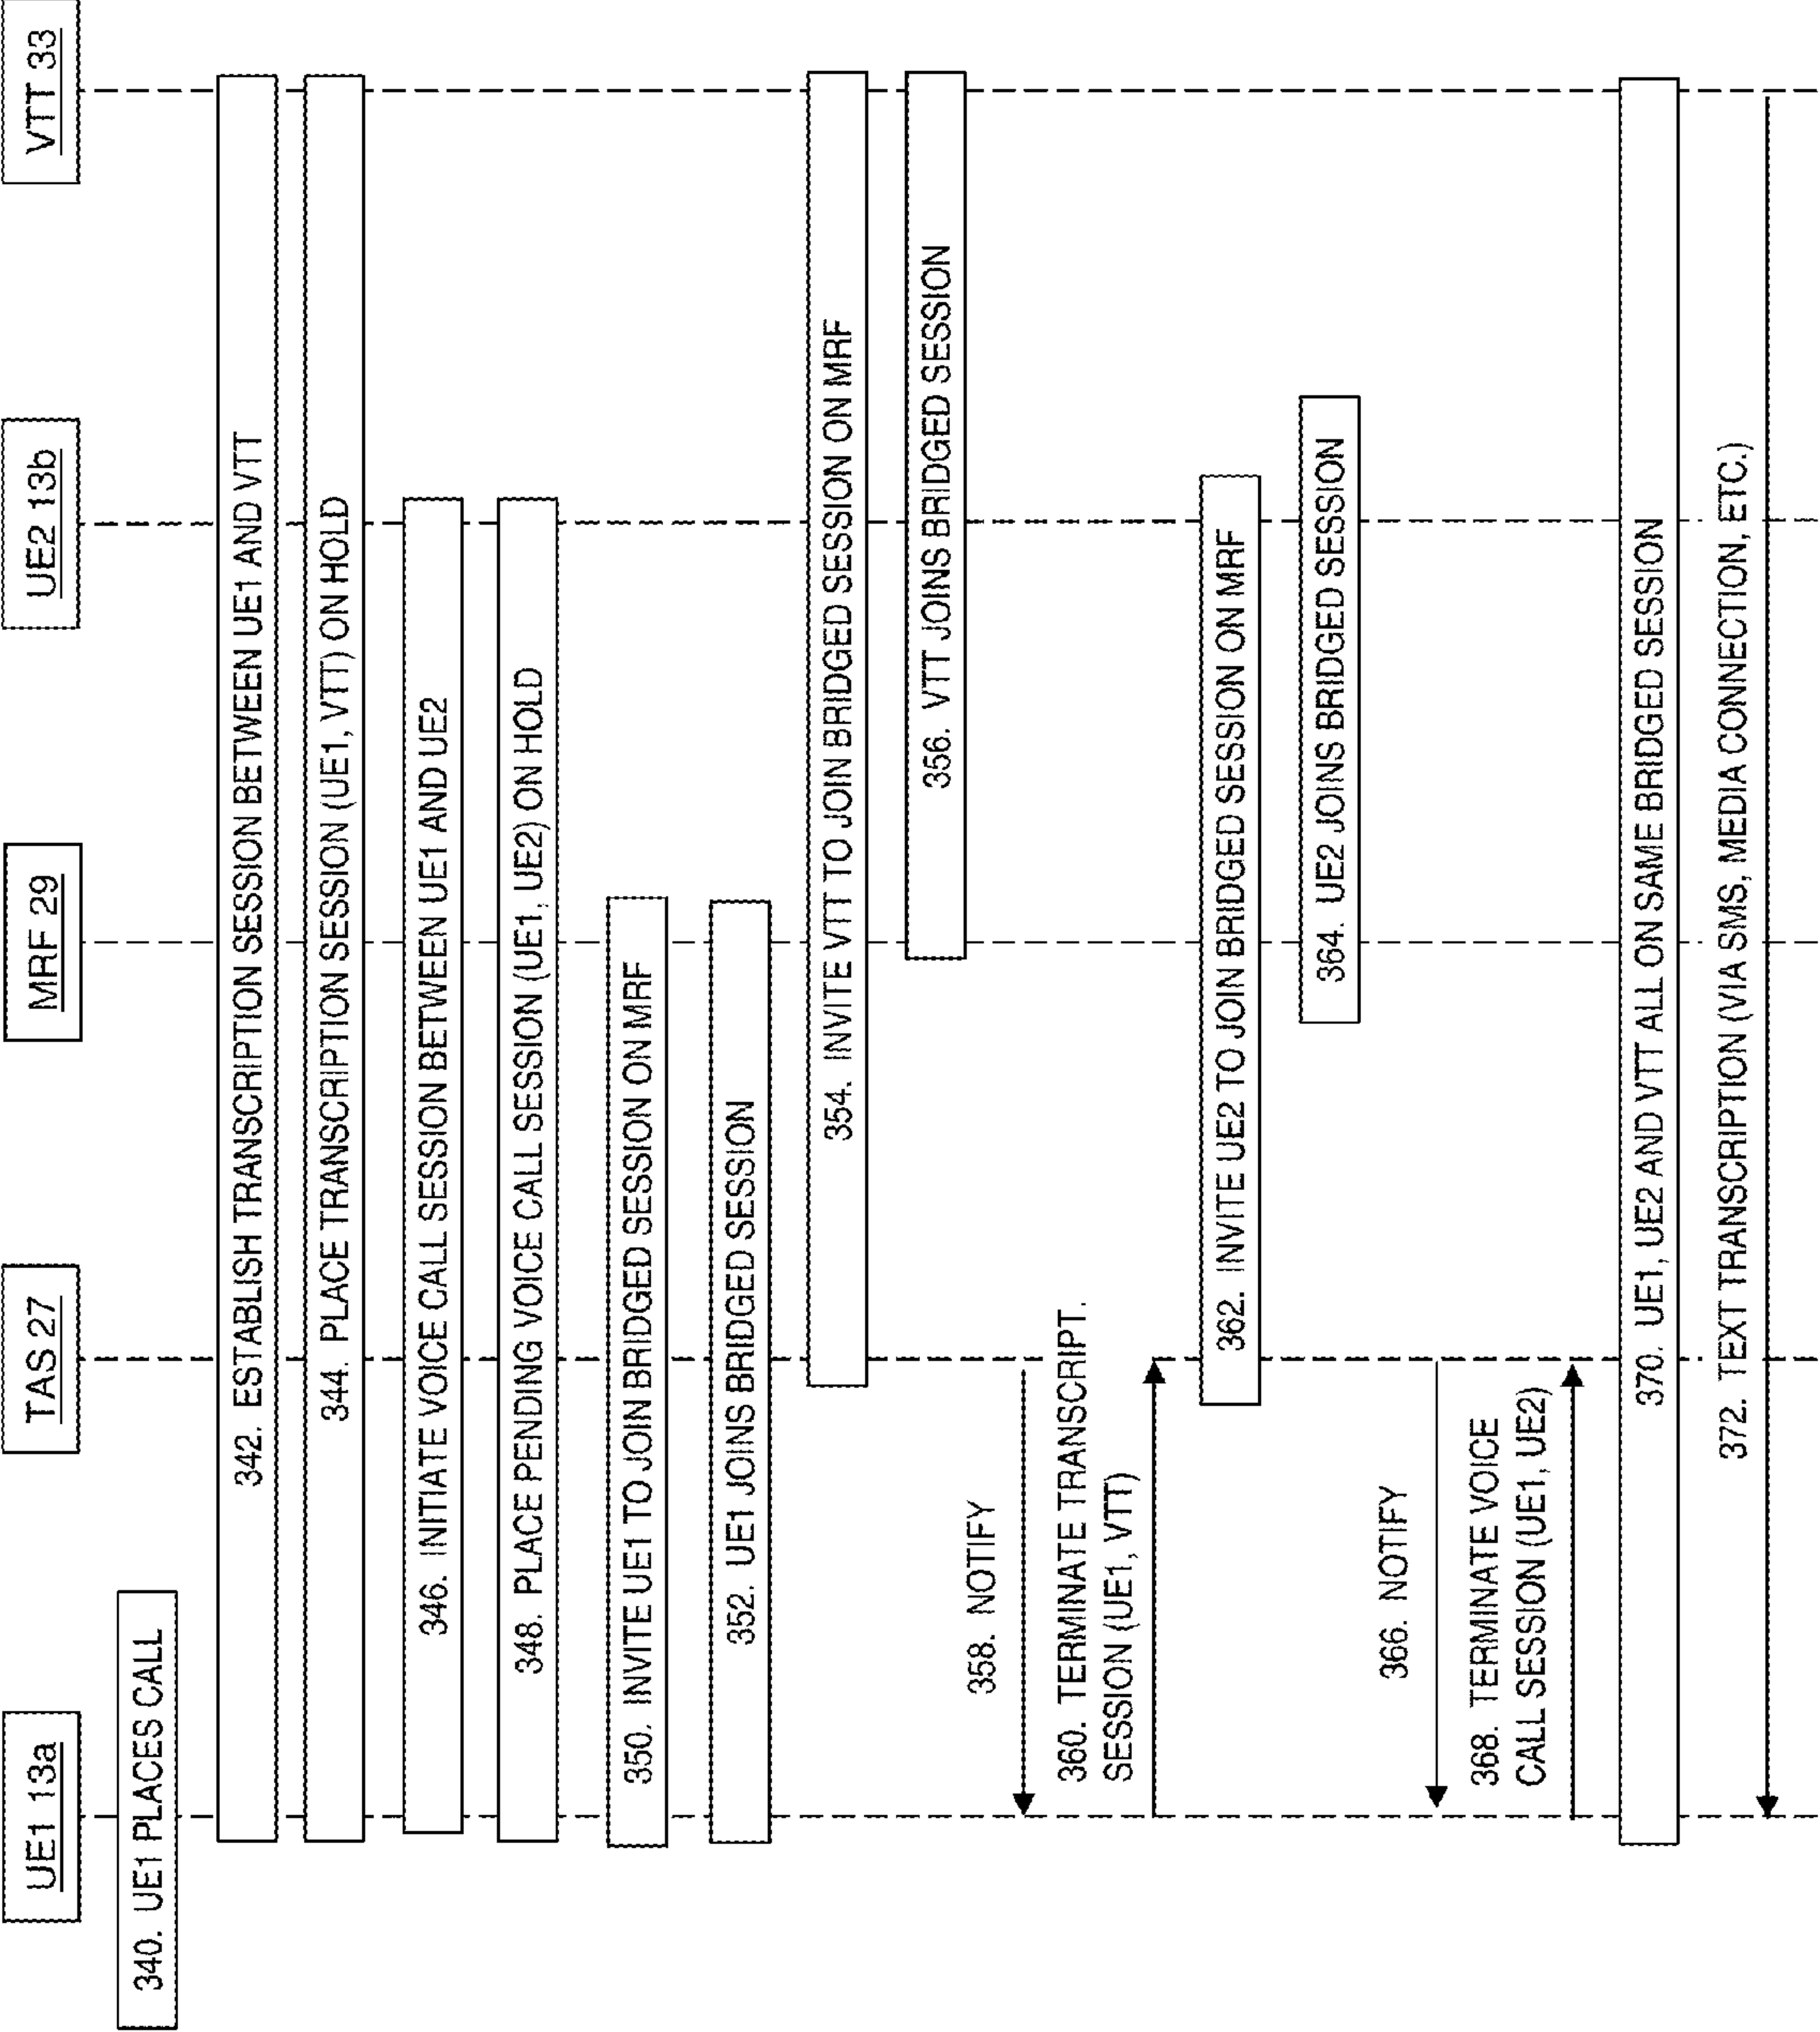 UE1 13a
TAS 27
MRF 29
UE2 13b
VTT 33
340. UE1 PLACES CALL
342. ESTABLISH TRANSCRIPTION SESSION BETWEEN UE1 AND VTT
344. PLACE TRANSCRIPTION SESSION (UE1, VTT) ON HOLD
346. INITIATE VOICE CALL SESSION BETWEEN UE1 AND UE2
348. PLACE PENDING VOICE CALL SESSION (UE1, UE2) ON HOLD
350. INVITE UE1 TO JOIN BRIDGED SESSION ON MRF
352. UE1 JOINS BRIDGED SESSION
354. INVITE VTT TO JOIN BRIDGED SESSION ON MRF
356. VTT JOINS BRIDGED SESSION
358. NOTIFY
360. TERMINATE TRANSCRIPT.
SESSION (UE1, VTT)
362. INVITE UE2 TO JOIN BRIDGED SESSION ON MRF
364. UE2 JOINS BRIDGED SESSION
366. NOTIFY
368. TERMINATE VOICE
CALL SESSION (UE1, UE2)
370. UE1, UE2 AND VTT ALL ON SAME BRIDGED SESSION
372. TEXT TRANSCRIPTION (VIA SMS, MEDIA CONNECTION, ETC.)